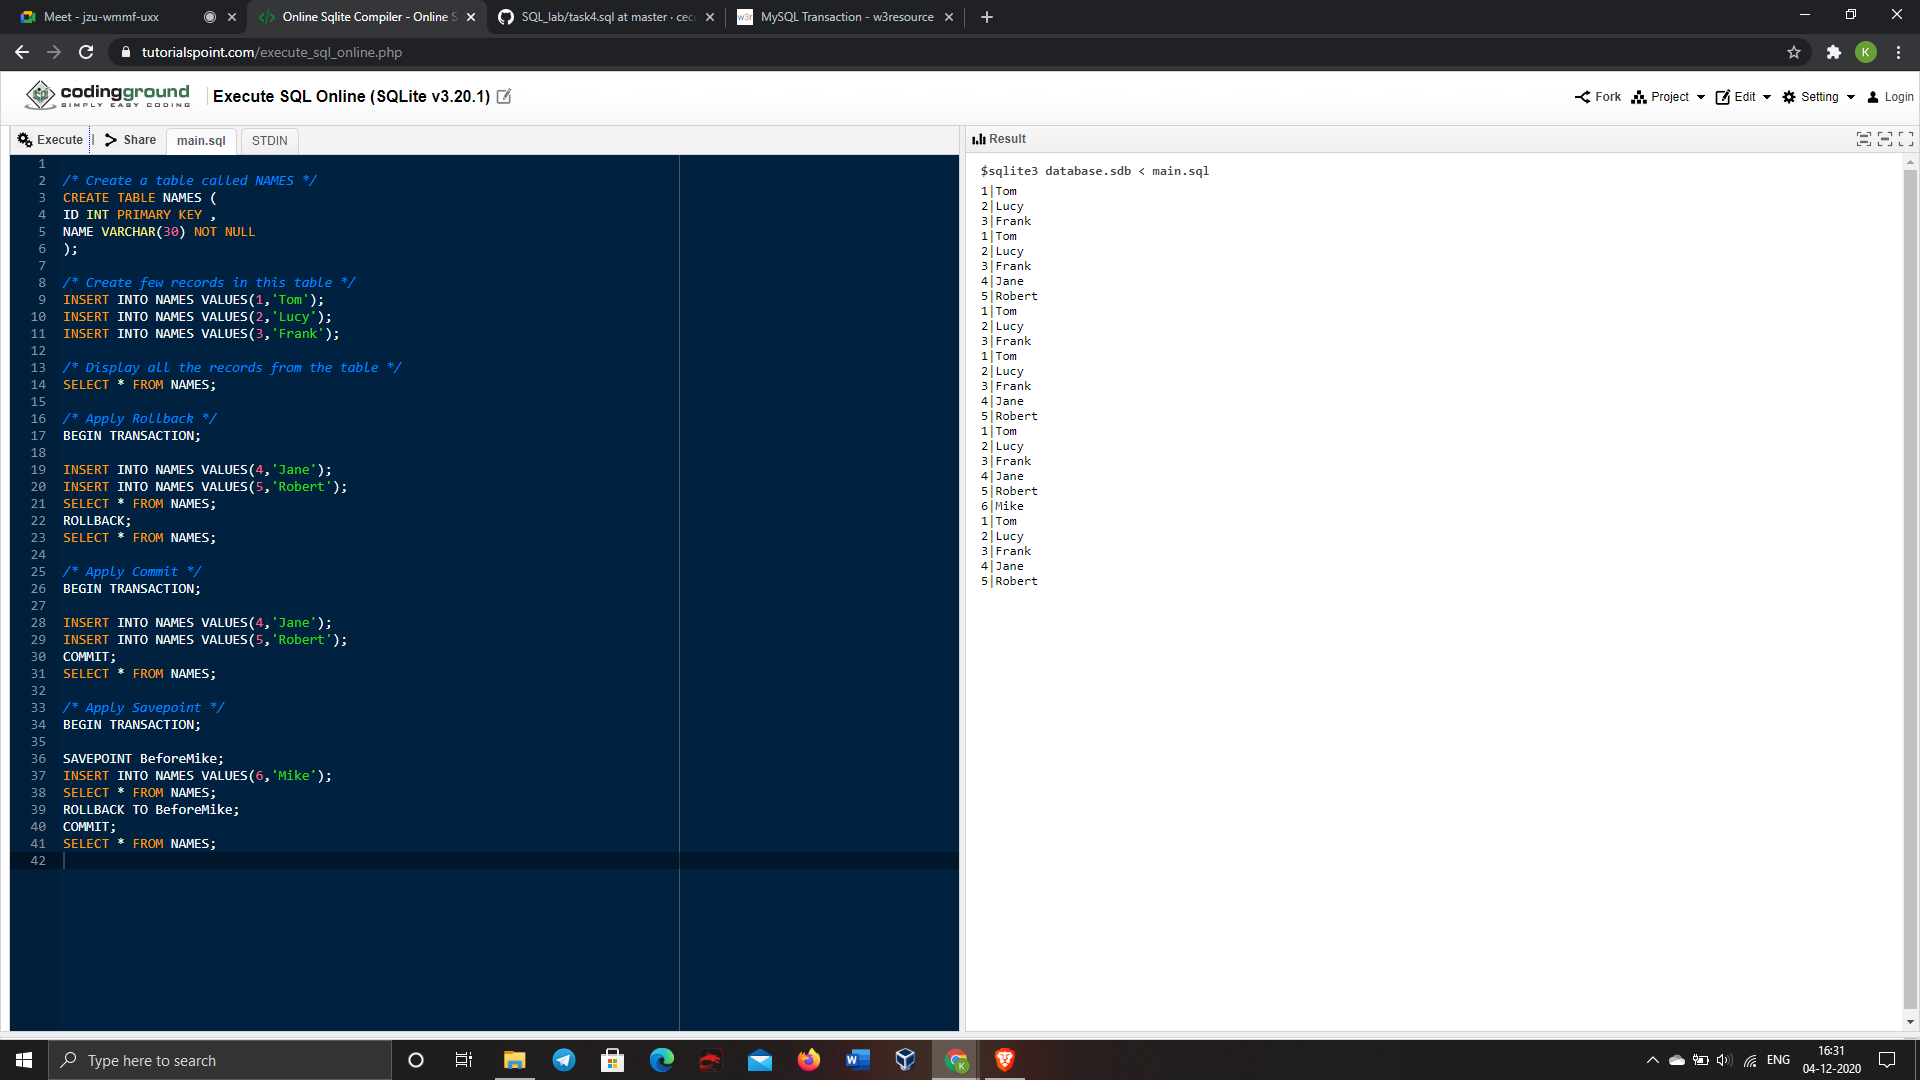 Meet - jzu-wmmf-uxx
Online Sqlite Compiler - Online S
SQL_lab/task4.sql at master · cec
w3r
MySQL Transaction - w3resource
tutorialspoint.com/execute_sql_online.php
K
codingground
SIMPLY EASY CODING
Execute SQL Online (SQLite v3.20.1)
Fork
Project
Edit
Setting
Login
Execute
Share
main.sql
STDIN
Result
1
2 /* Create a table called NAMES */
3 CREATE TABLE NAMES (
4 ID INT PRIMARY KEY ,
5 NAME VARCHAR(30) NOT NULL
6 );
7
8 /* Create few records in this table */
9 INSERT INTO NAMES VALUES(1,'Tom');
10 INSERT INTO NAMES VALUES(2,'Lucy');
11 INSERT INTO NAMES VALUES(3,'Frank');
12
13 /* Display all the records from the table */
14 SELECT * FROM NAMES;
15
16 /* Apply Rollback */
17 BEGIN TRANSACTION;
18
19 INSERT INTO NAMES VALUES(4,'Jane');
20 INSERT INTO NAMES VALUES(5,'Robert');
21 SELECT * FROM NAMES;
22 ROLLBACK;
23 SELECT * FROM NAMES;
24
25 /* Apply Commit */
26 BEGIN TRANSACTION;
27
28 INSERT INTO NAMES VALUES(4,'Jane');
29 INSERT INTO NAMES VALUES(5,'Robert');
30 COMMIT;
31 SELECT * FROM NAMES;
32
33 /* Apply Savepoint */
34 BEGIN TRANSACTION;
35
36 SAVEPOINT BeforeMike;
37 INSERT INTO NAMES VALUES(6,'Mike');
38 SELECT * FROM NAMES;
39 ROLLBACK TO BeforeMike;
40 COMMIT;
41 SELECT * FROM NAMES;
42
$sqlite3 database.sdb < main.sql
1|Tom
2|Lucy
3|Frank
1|Tom
2|Lucy
3|Frank
4|Jane
5|Robert
1|Tom
2|Lucy
3|Frank
1|Tom
2|Lucy
3|Frank
4|Jane
5|Robert
1|Tom
2|Lucy
3|Frank
4|Jane
5|Robert
6|Mike
1|Tom
2|Lucy
3|Frank
4|Jane
5|Robert
Type here to search
ENG
16:31
04-12-2020